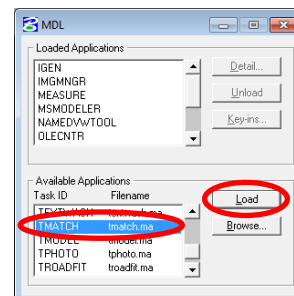 MDL
Loaded Applications
IGEN
IMGMNGR
MEASURE
MSMODELER
NAMEDVWTOOL
OLECNTR
Detail...
Unload
Key-ins...
Available Applications
Task ID Filename
TMATCH tmatch.ma
TMODEL tmodel.ma
TPHOTO tphoto.ma
TROADFIT troadfit.ma
Load
Browse...